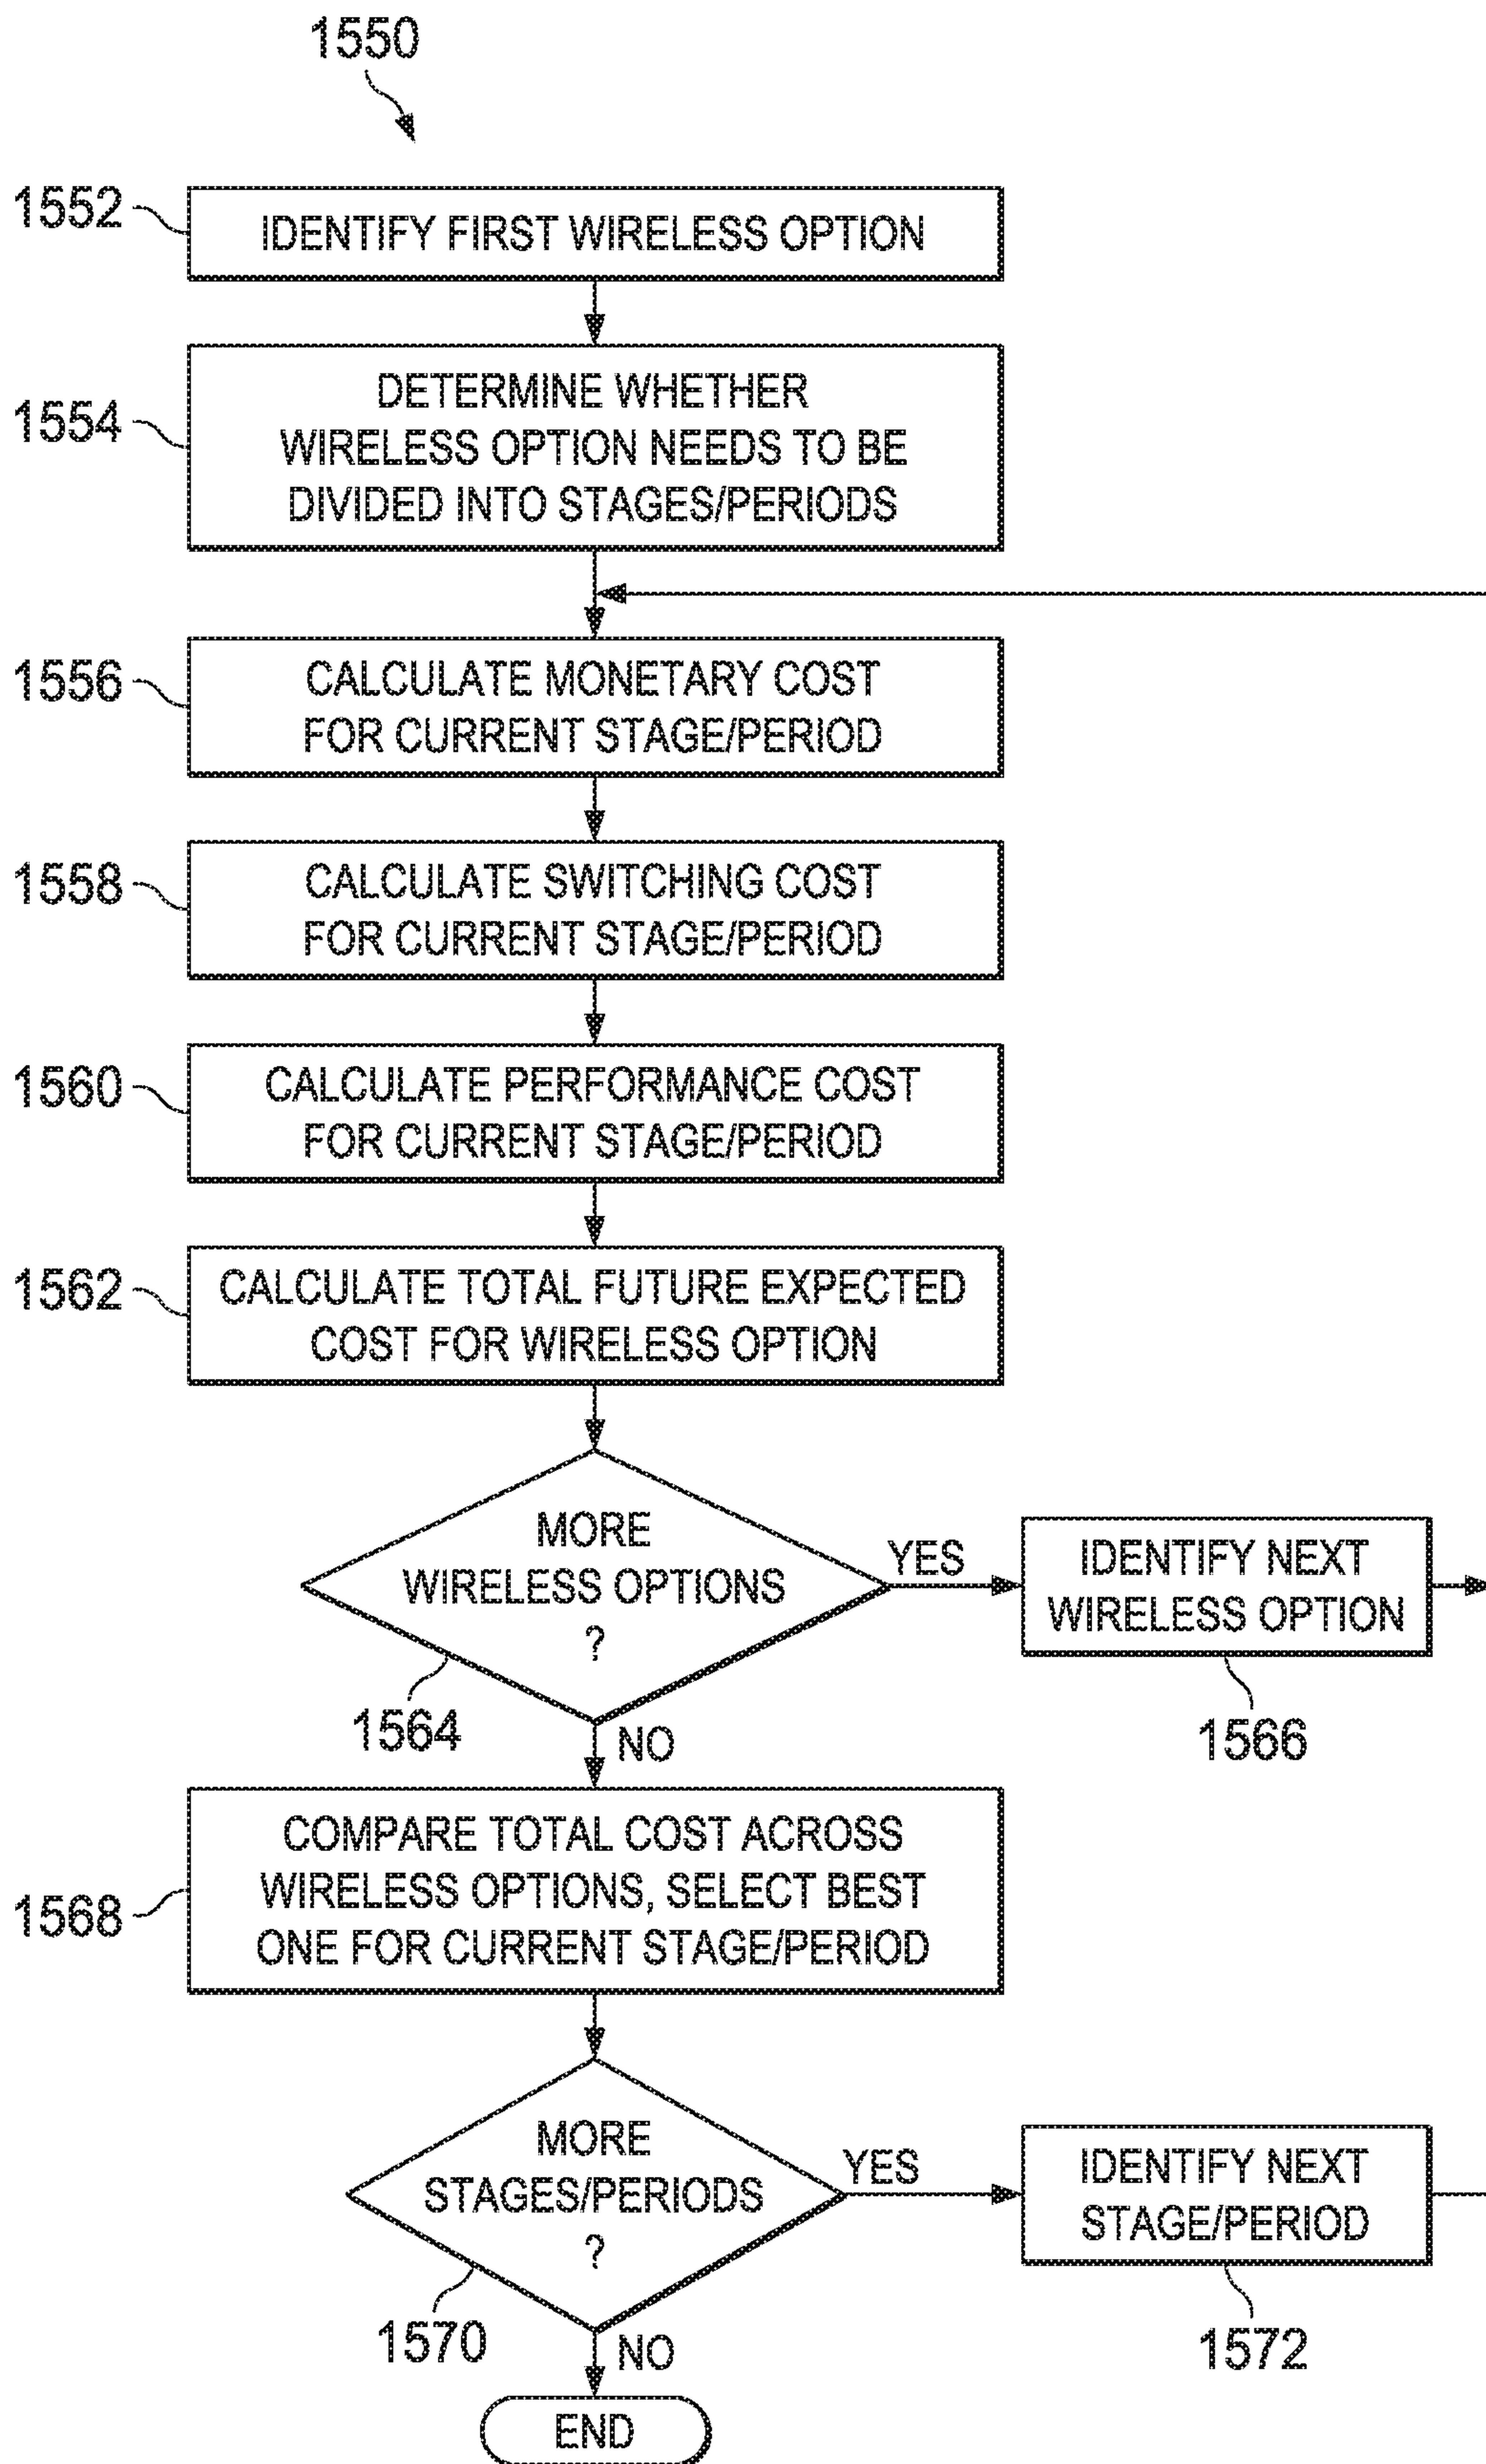 1550
1552
IDENTIFY FIRST WIRELESS OPTION
1554
DETERMINE WHETHER
WIRELESS OPTION NEEDS TO BE
DIVIDED INTO STAGES/PERIODS
1556
CALCULATE MONETARY COST
FOR CURRENT STAGE/PERIOD
1558
CALCULATE SWITCHING COST
FOR CURRENT STAGE/PERIOD
1560
CALCULATE PERFORMANCE COST
FOR CURRENT STAGE/PERIOD
1562
CALCULATE TOTAL FUTURE EXPECTED
COST FOR WIRELESS OPTION
MORE
WIRELESS OPTIONS
?
1564
YES
IDENTIFY NEXT
WIRELESS OPTION
1566
NO
1568
COMPARE TOTAL COST ACROSS
WIRELESS OPTIONS, SELECT BEST
ONE FOR CURRENT STAGE/PERIOD
MORE
STAGES/PERIODS
?
1570
YES
IDENTIFY NEXT
STAGE/PERIOD
1572
NO
END